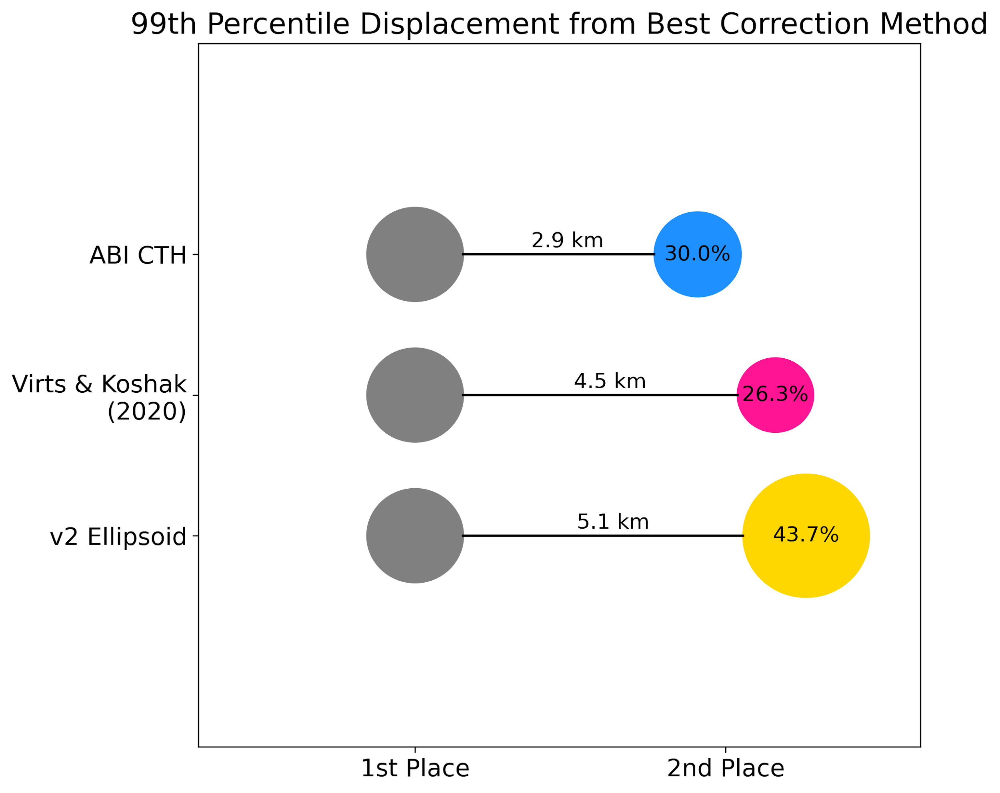 99th Percentile Displacement from Best Correction Method
ABI CTH
2.9 km
30.0%
Virts & Koshak
(2020)
4.5 km
26.3%
v2 Ellipsoid
5.1 km
43.7%
1st Place
2nd Place